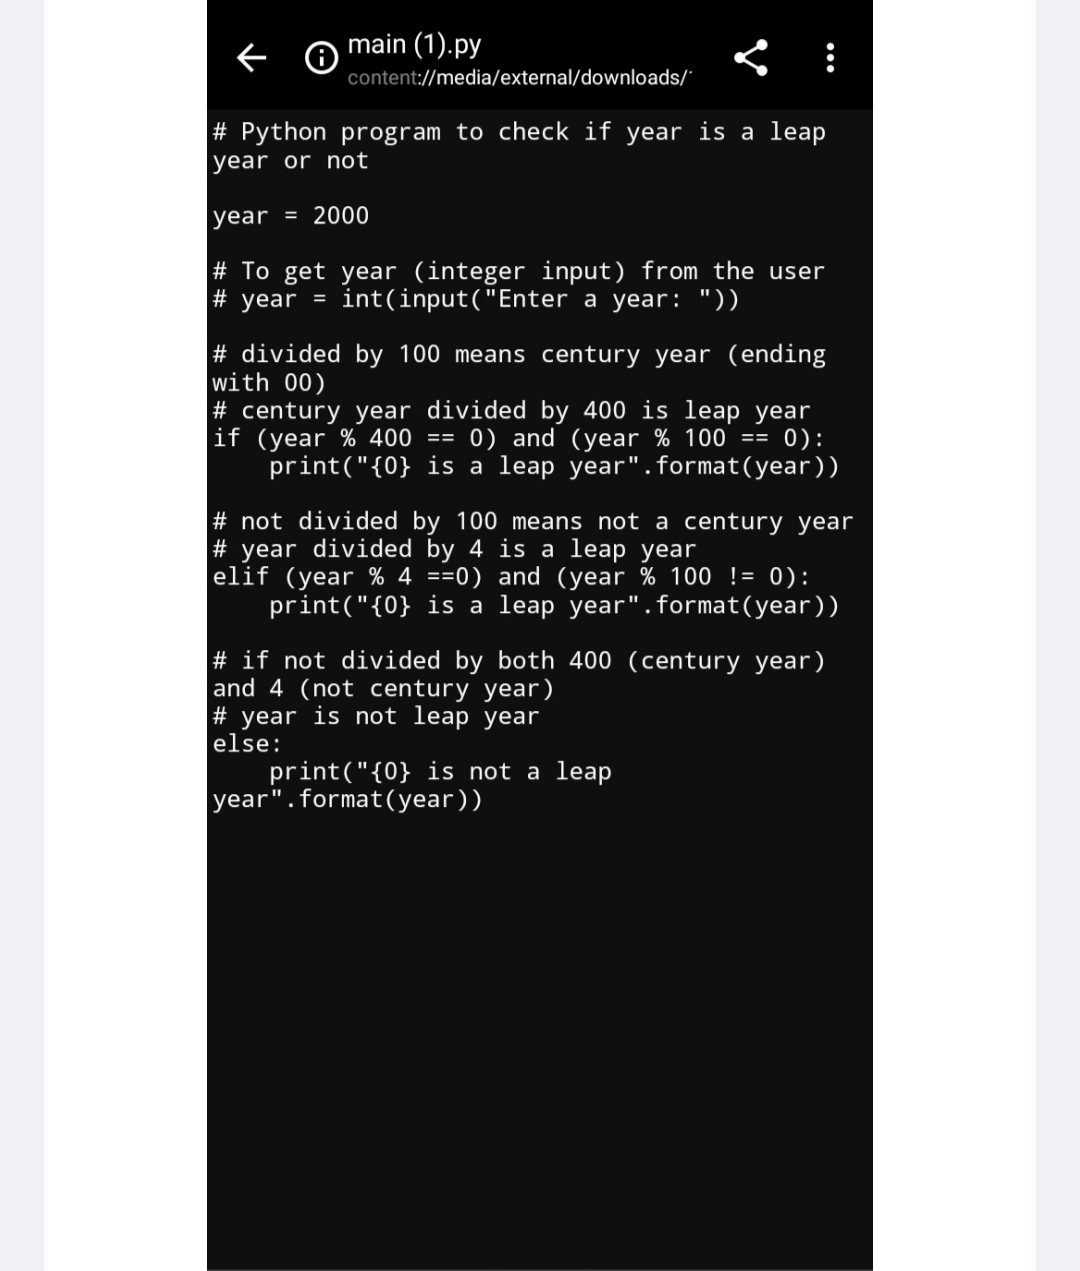 main (1).py
content://media/external/downloads/
# Python program to check if year is a leap
year or not
year = 2000
# To get year (integer input) from the user
# year = int(input("Enter a year: "))
# divided by 100 means century year (ending
with 00)
# century year divided by 400 is leap year
if (year % 400 == 0) and (year % 100 == 0):
    print("{0} is a leap year".format(year))
# not divided by 100 means not a century year
# year divided by 4 is a leap year
elif (year % 4 ==0) and (year % 100 != 0):
    print("{0} is a leap year".format(year))
# if not divided by both 400 (century year)
and 4 (not century year)
# year is not leap year
else:
    print("{0} is not a leap
year".format(year))